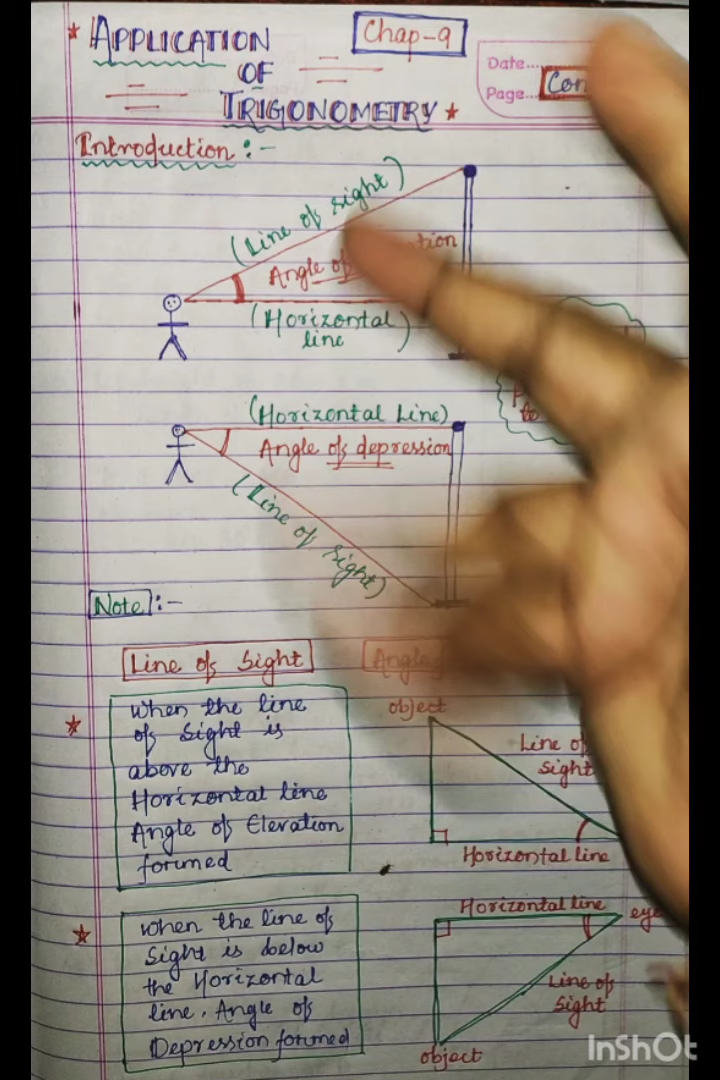 APPLICATION
OF
TRIGONOMETRY
Chap-9
Date....
Page...
Introduction :-
(Line of sight)
Angle of
(Horizontal
line)
(Horizontal Line)
Angle of depression
(Line of sight)
to
Note :-
Line of Sight
when the line
of sight is
above the
Horizontal line
Angle of Elevation
formed
object
Line of
Sight
Horizontal line
when the line of
sight is below
the Horizontal
line. Angle of
Depression formed
Horizontal line
eye
Line of
Sight
object
InShOt